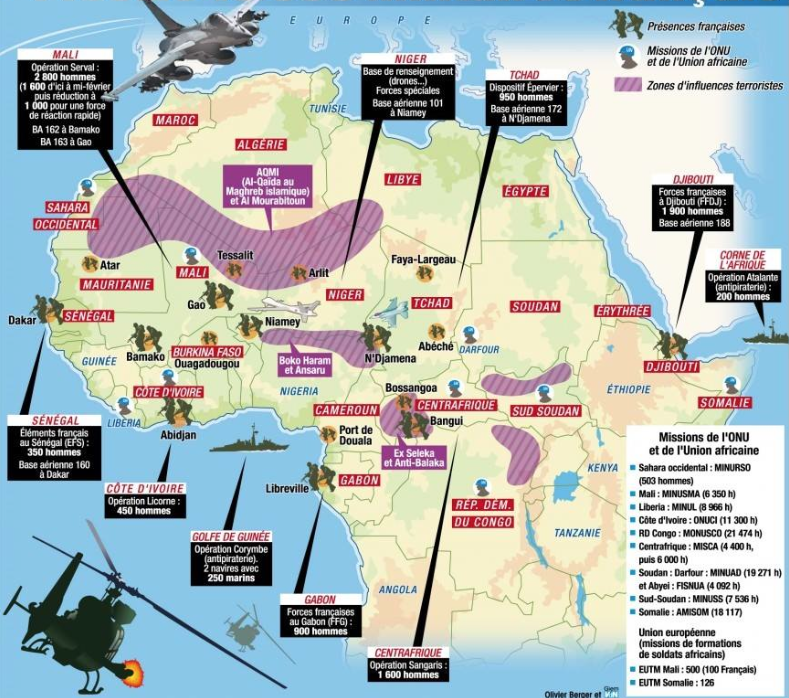 EUROPE
Présences françaises
Missions de l'ONU
et de l'Union africaine
Zones d'influences terroristes
MALI
Opération Serval :
2 800 hommes
(1 600 d'ici à mi-février
puis réduction à
1 000 pour une force
de réaction rapide)
BA 162 à Bamako
BA 163 à Gao
NIGER
Base de renseignement
(drones...)
Forces spéciales
Base aérienne 101
à Niamey
TCHAD
Dispositif Épervier :
950 hommes
Base aérienne 172
à N'Djamena
DJIBOUTI
Forces françaises
à Djibouti (FFDJ) :
1 900 hommes
Base aérienne 188
CORNE DE
L'AFRIQUE
Opération Atalante
(antipiraterie) :
200 hommes
TUNISIE
MAROC
ALGÉRIE
LIBYE
ÉGYPTE
AQMI
(Al-Qaïda au
Maghreb islamique)
et Al Mourabitoun
SAHARA
OCCIDENTAL
Atar
MAURITANIE
MALI
Tessalit
Arlit
Faya-Largeau
Gao
NIGER
TCHAD
SOUDAN
ÉRYTHRÉE
Dakar
SÉNÉGAL
Niamey
N'Djamena
Abéché
DARFOUR
GUINÉE
Bamako
BURKINA FASO
Ouagadougou
Boko Haram
et Ansaru
DJIBOUTI
NIGERIA
Bossangoa
ÉTHIOPIE
CÔTE D'IVOIRE
CAMEROUN
CENTRAFRIQUE
SUD SOUDAN
SOMALIE
LIBÉRIA
Abidjan
Port de
Douala
Bangui
Ex Seleka
et Anti-Balaka
KENYA
Libreville
GABON
RÉP. DÉM.
DU CONGO
TANZANIE
ANGOLA
SÉNÉGAL
Éléments français
au Sénégal (EFS) :
350 hommes
Base aérienne 160
à Dakar
CÔTE D'IVOIRE
Opération Licorne :
450 hommes
GOLFE DE GUINÉE
Opération Corymbe
(antipiraterie).
2 navires avec
250 marins
GABON
Forces françaises
au Gabon (FFG) :
900 hommes
CENTRAFRIQUE
Opération Sangaris :
1 600 hommes
Missions de l'ONU
et de l'Union africaine
Sahara occidental : MINURSO
(503 hommes)
Mali : MINUSMA (6 350 h)
Liberia : MINUL (8 966 h)
Côte d'Ivoire : ONUCI (11 300 h)
RD Congo : MONUSCO (21 474 h)
Centrafrique : MISCA (4 400 h,
puis 6 000 h)
Soudan : Darfour : MINUAD (19 271 h)
et Abyei : FISNUA (4 092 h)
Sud-Soudan : MINUSS (7 536 h)
Somalie : AMISOM (18 117)
Union européenne
(missions de formations
de soldats africains)
EUTM Mali : 500 (100 Français)
EUTM Somalie : 126
Olivier Berger et